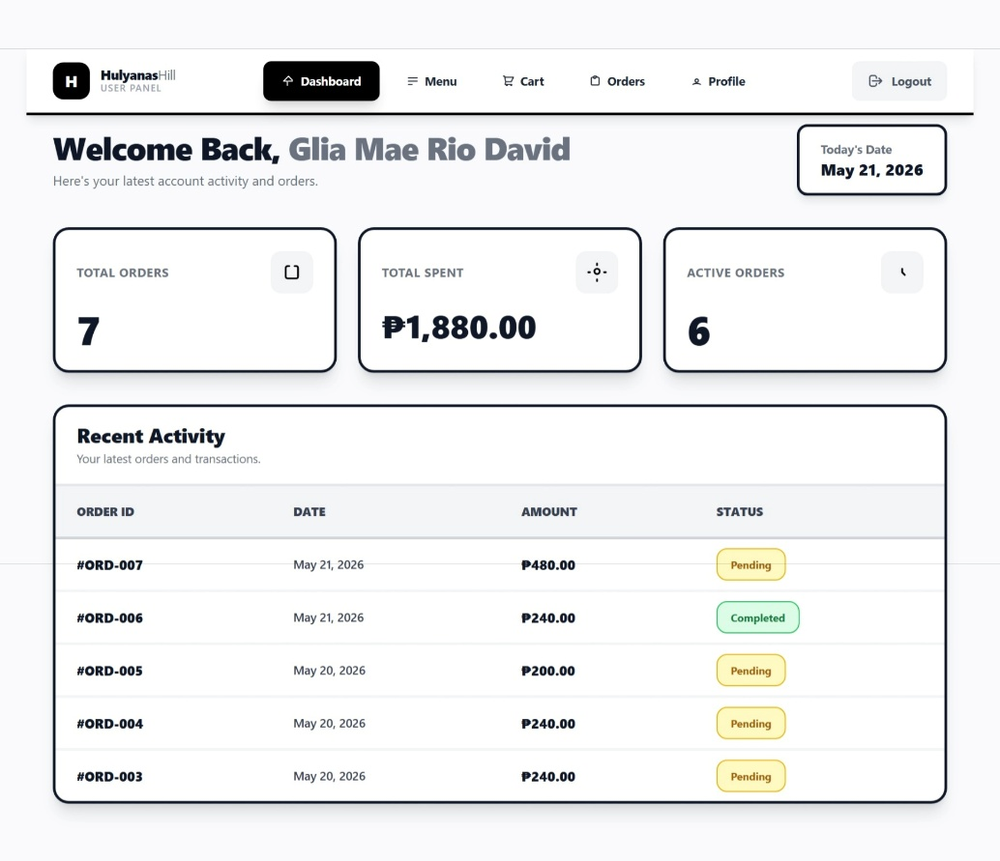 H
HulyanasHill
USER PANEL
Dashboard
Menu
Cart
Orders
Profile
Logout
Welcome Back, Glia Mae Rio David
Here's your latest account activity and orders.
Today's Date
May 21, 2026
TOTAL ORDERS
7
TOTAL SPENT
₱1,880.00
ACTIVE ORDERS
6
Recent Activity
Your latest orders and transactions.
ORDER ID DATE AMOUNT STATUS
#ORD-007 May 21, 2026 ₱480.00 Pending
#ORD-006 May 21, 2026 ₱240.00 Completed
#ORD-005 May 20, 2026 ₱200.00 Pending
#ORD-004 May 20, 2026 ₱240.00 Pending
#ORD-003 May 20, 2026 ₱240.00 Pending